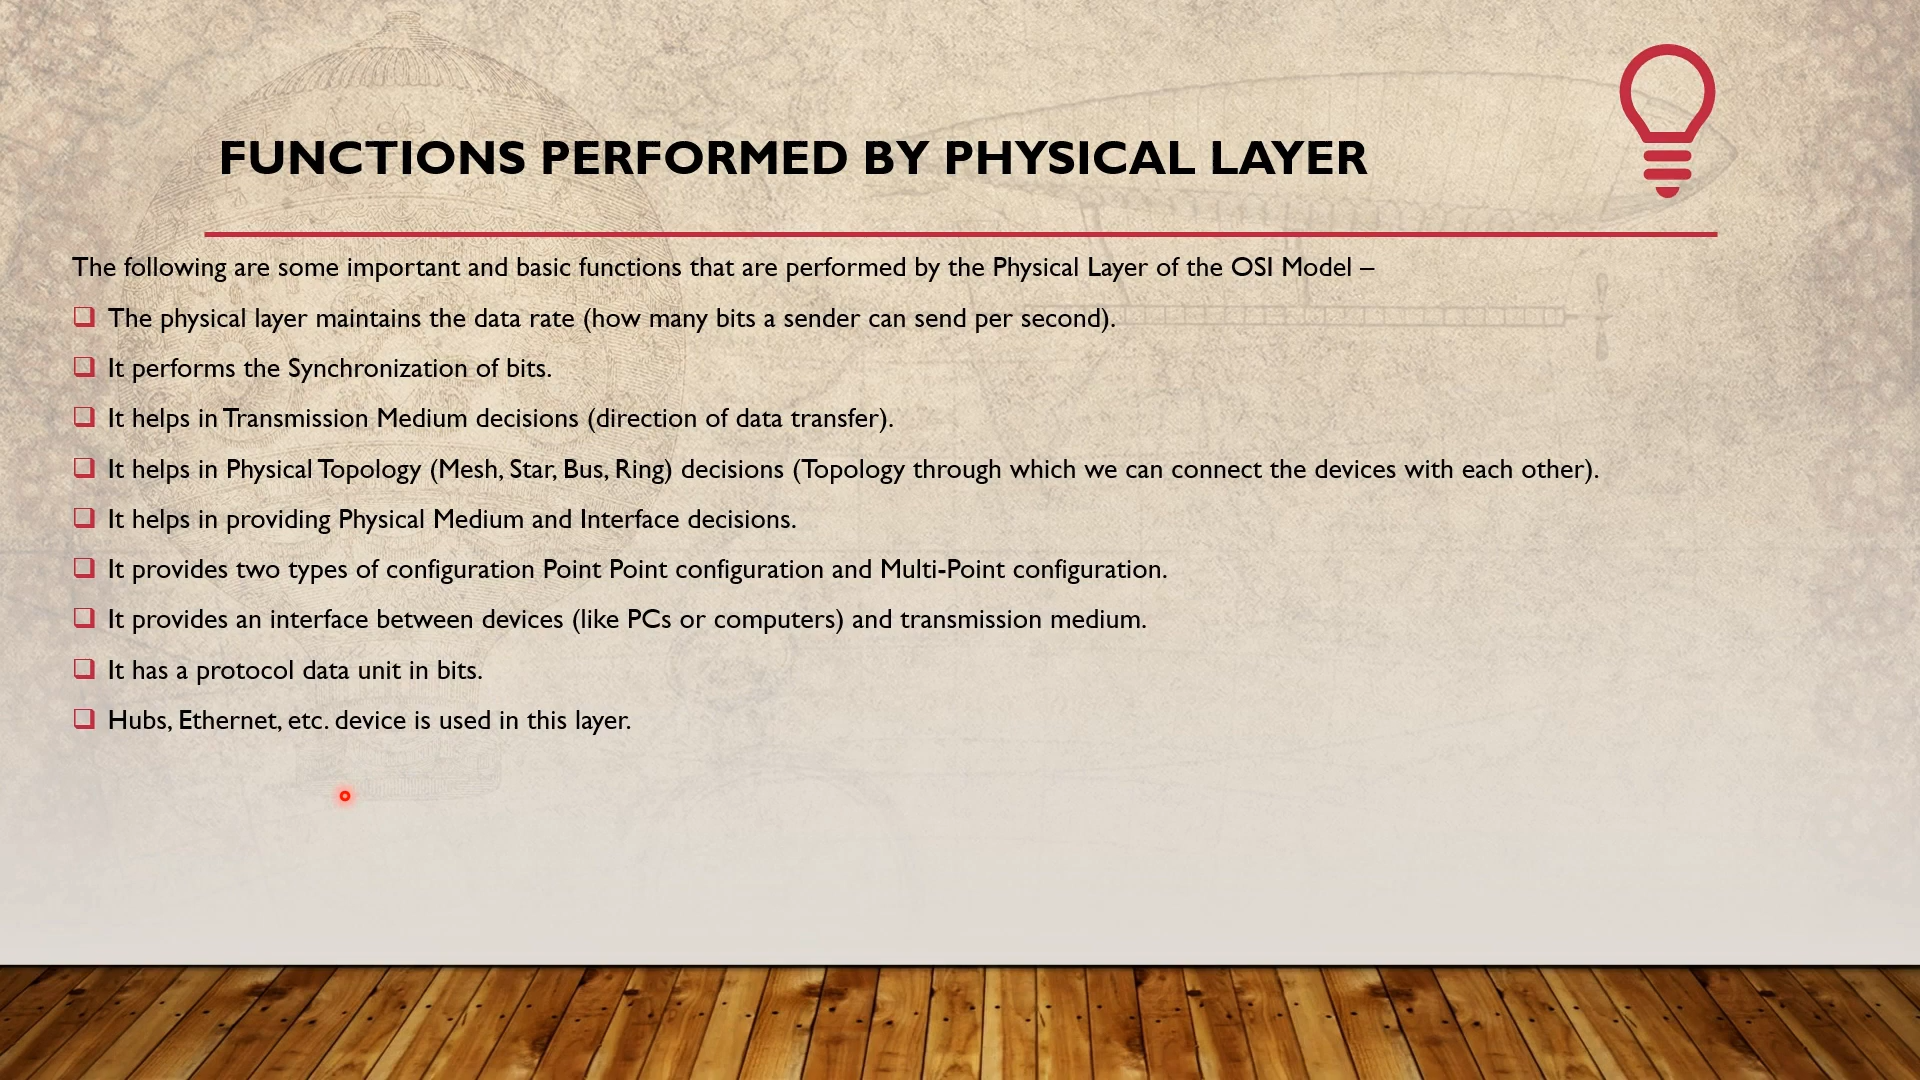 FUNCTIONS PERFORMED BY PHYSICAL LAYER
The following are some important and basic functions that are performed by the Physical Layer of the OSI Model –
❑ The physical layer maintains the data rate (how many bits a sender can send per second).
❑ It performs the Synchronization of bits.
❑ It helps in Transmission Medium decisions (direction of data transfer).
❑ It helps in Physical Topology (Mesh, Star, Bus, Ring) decisions (Topology through which we can connect the devices with each other).
❑ It helps in providing Physical Medium and Interface decisions.
❑ It provides two types of configuration Point Point configuration and Multi-Point configuration.
❑ It provides an interface between devices (like PCs or computers) and transmission medium.
❑ It has a protocol data unit in bits.
❑ Hubs, Ethernet, etc. device is used in this layer.